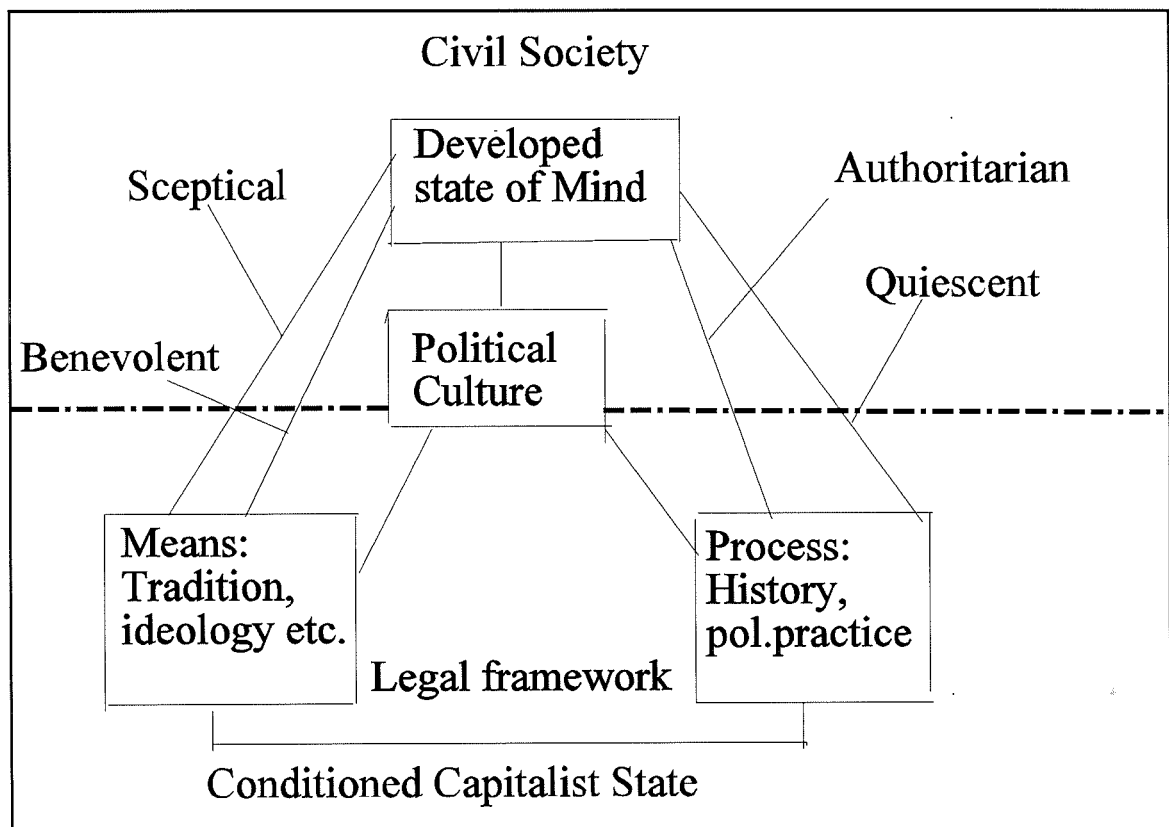 Civil Society
Developed
state of Mind
Sceptical
Authoritarian
Quiescent
Political
Culture
Benevolent
Means:
Tradition,
ideology etc.
Process:
History,
pol.practice
Legal framework
Conditioned Capitalist State